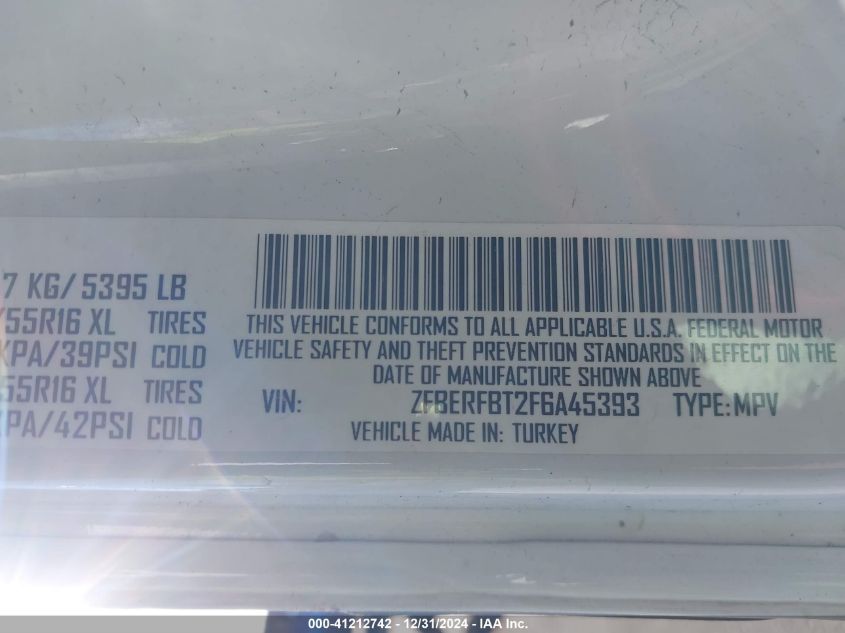 7 KG/ 5395 LB
/55R16 XL TIRES
KPA/39PSI COLD
55R16 XL TIRES
KPA/42PSI COLD
THIS VEHICLE CONFORMS TO ALL APPLICABLE U.S.A. FEDERAL MOTOR
VEHICLE SAFETY AND THEFT PREVENTION STANDARDS IN EFFECT ON THE
DATE OF MANUFACTURE SHOWN ABOVE
VIN: ZFBERFBT2F6A45393 TYPE:MPV
VEHICLE MADE IN: TURKEY
000-41212742 - 12/31/2024 - IAA Inc.